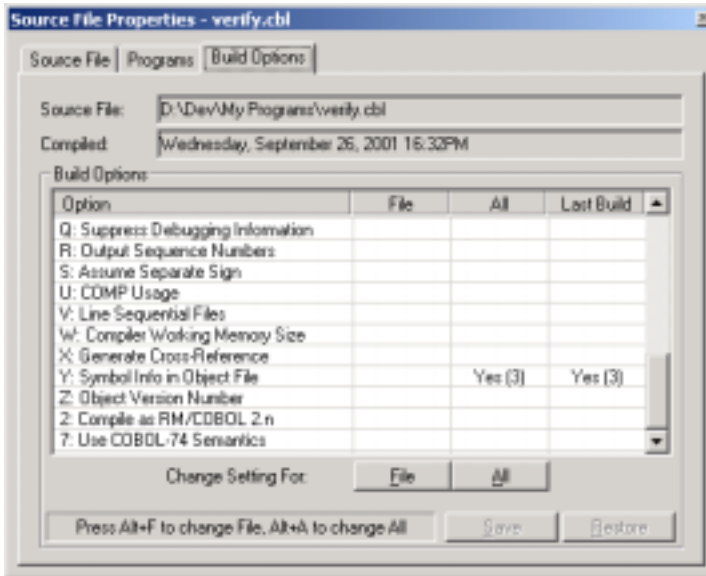 Source File Properties - verify.cbl
Source File Programs Build Options
Source File: D:\Dev\My Programs\verify.cbl
Compiled: Wednesday, September 26, 2001 16:32PM
Build Options
Option File All Last Build
Q: Suppress Debugging Information
R: Output Sequence Numbers
S: Assume Separate Sign
U: COMP Usage
V: Line Sequential Files
W: Compiler Working Memory Size
X: Generate Cross-Reference
Y: Symbol Info in Object File Yes (3) Yes (3)
Z: Object Version Number
2: Compile as RM/COBOL 2.n
7: Use COBOL-74 Semantics
Change Setting For: File All
Press Alt+F to change File, Alt+A to change All Save Restore